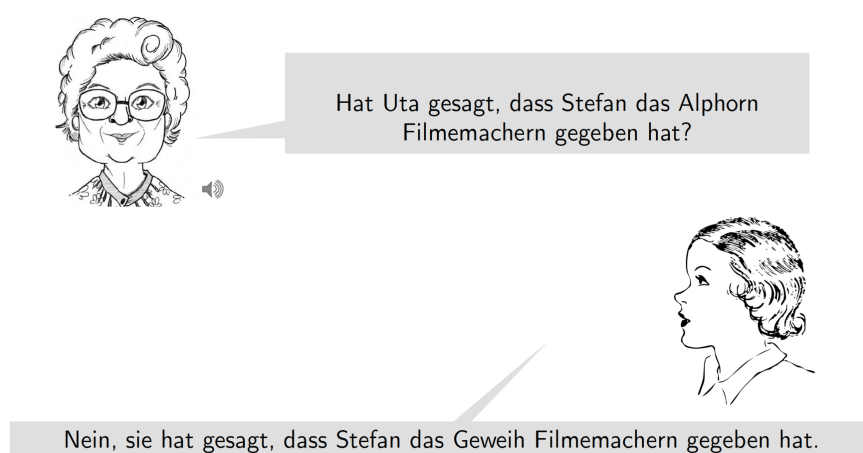 Hat Uta gesagt, dass Stefan das Alphorn
Filmemachern gegeben hat?
Nein, sie hat gesagt, dass Stefan das Geweih Filmemachern gegeben hat.